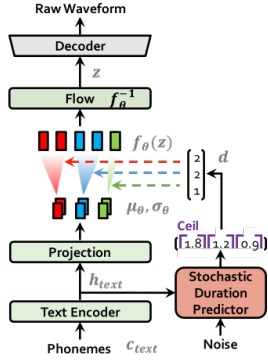 Raw Waveform
Decoder
z
Flow f_θ^{-1}
f_θ(z)
2
2
1
d
μ_θ, σ_θ
Ceil
(⌈1.8⌉⌈1.2⌉⌈0.9⌉)
Projection
h_text
Stochastic
Duration
Predictor
Text Encoder
Phonemes c_text
Noise